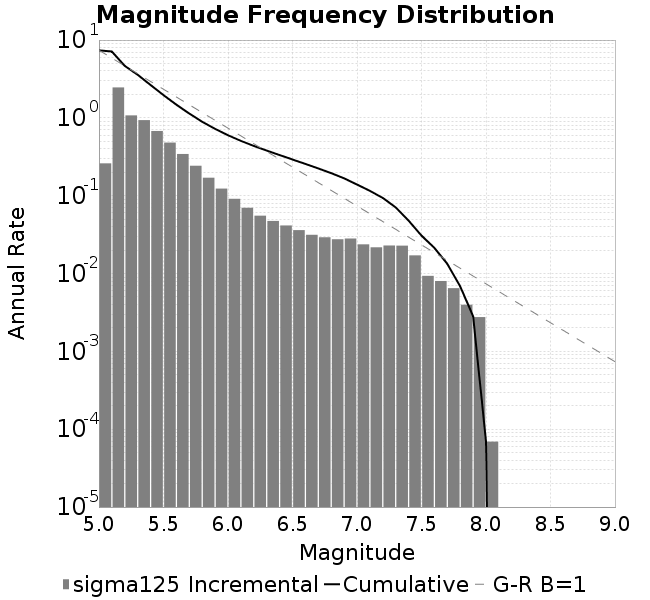 Magnitude Frequency Distribution
10^1
10^0
10^-1
10^-2
10^-3
10^-4
10^-5
Annual Rate
5.0 5.5 6.0 6.5 7.0 7.5 8.0 8.5 9.0
Magnitude
sigma125 Incremental Cumulative G-R B=1